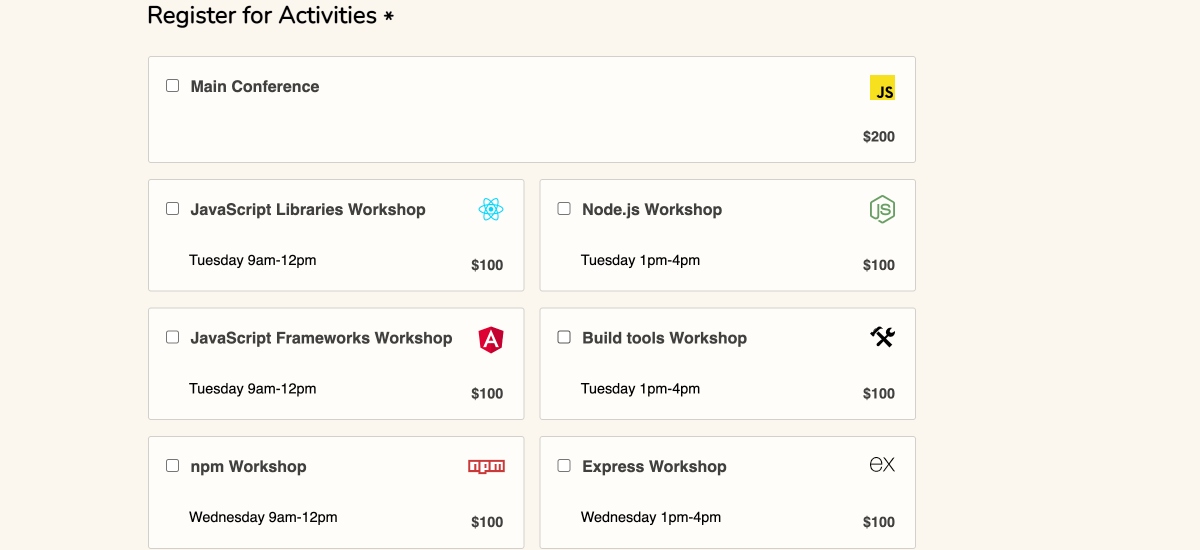 Register for Activities *
Main Conference
JS
$200
JavaScript Libraries Workshop
Tuesday 9am-12pm
$100
Node.js Workshop
JS
Tuesday 1pm-4pm
$100
JavaScript Frameworks Workshop
A
Tuesday 9am-12pm
$100
Build tools Workshop
Tuesday 1pm-4pm
$100
npm Workshop
npm
Wednesday 9am-12pm
$100
Express Workshop
ex
Wednesday 1pm-4pm
$100